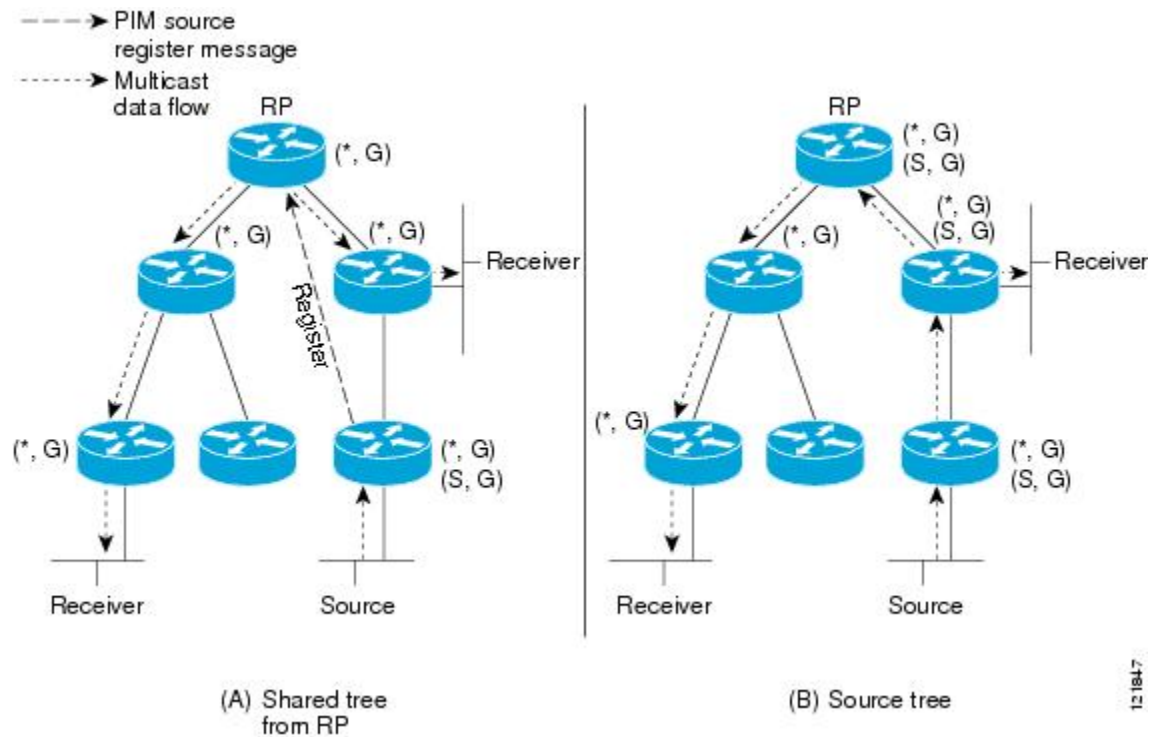 PIM source
register message
Multicast
data flow
RP
(*, G)
(*, G)
(*, G)
Receiver
Register
(*, G)
(*, G)
(S, G)
Receiver
Source
(A) Shared tree
from RP
RP
(*, G)
(S, G)
(*, G)
(S, G)
(*, G)
Receiver
(*, G)
(*, G)
(S, G)
Receiver
Source
(B) Source tree
121847